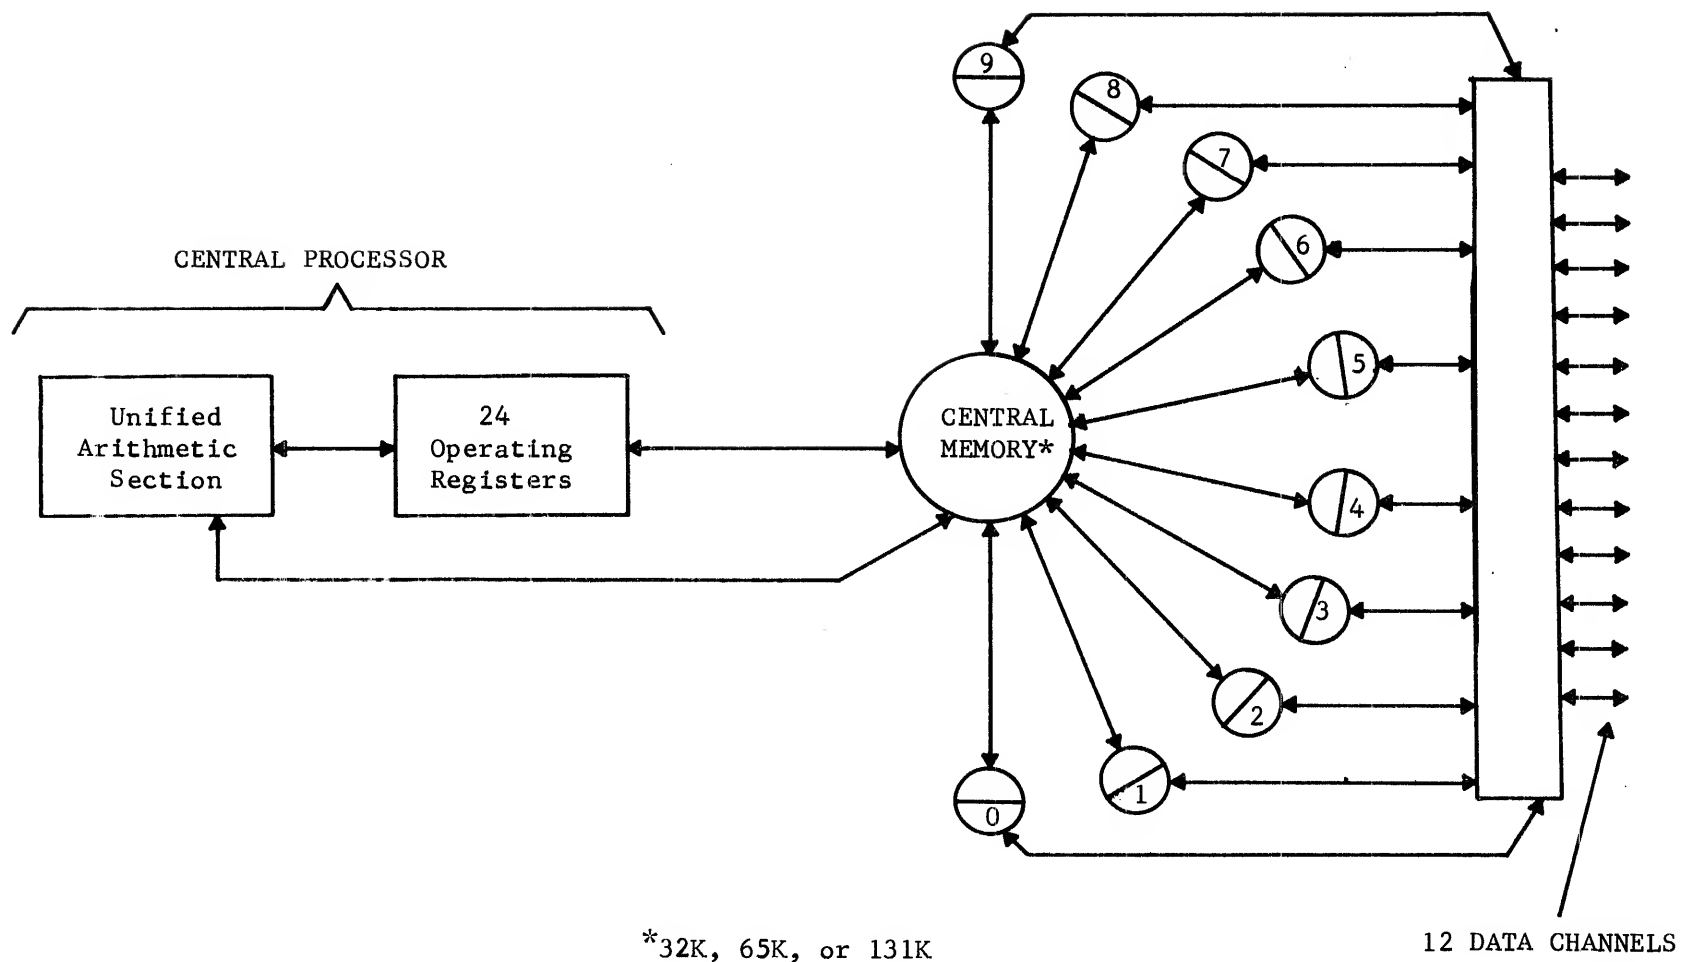 9
8
7
6
CENTRAL PROCESSOR
5
Unified
Arithmetic
Section
24
Operating
Registers
CENTRAL
MEMORY*
4
3
2
1
0
*32K, 65K, or 131K
12 DATA CHANNELS